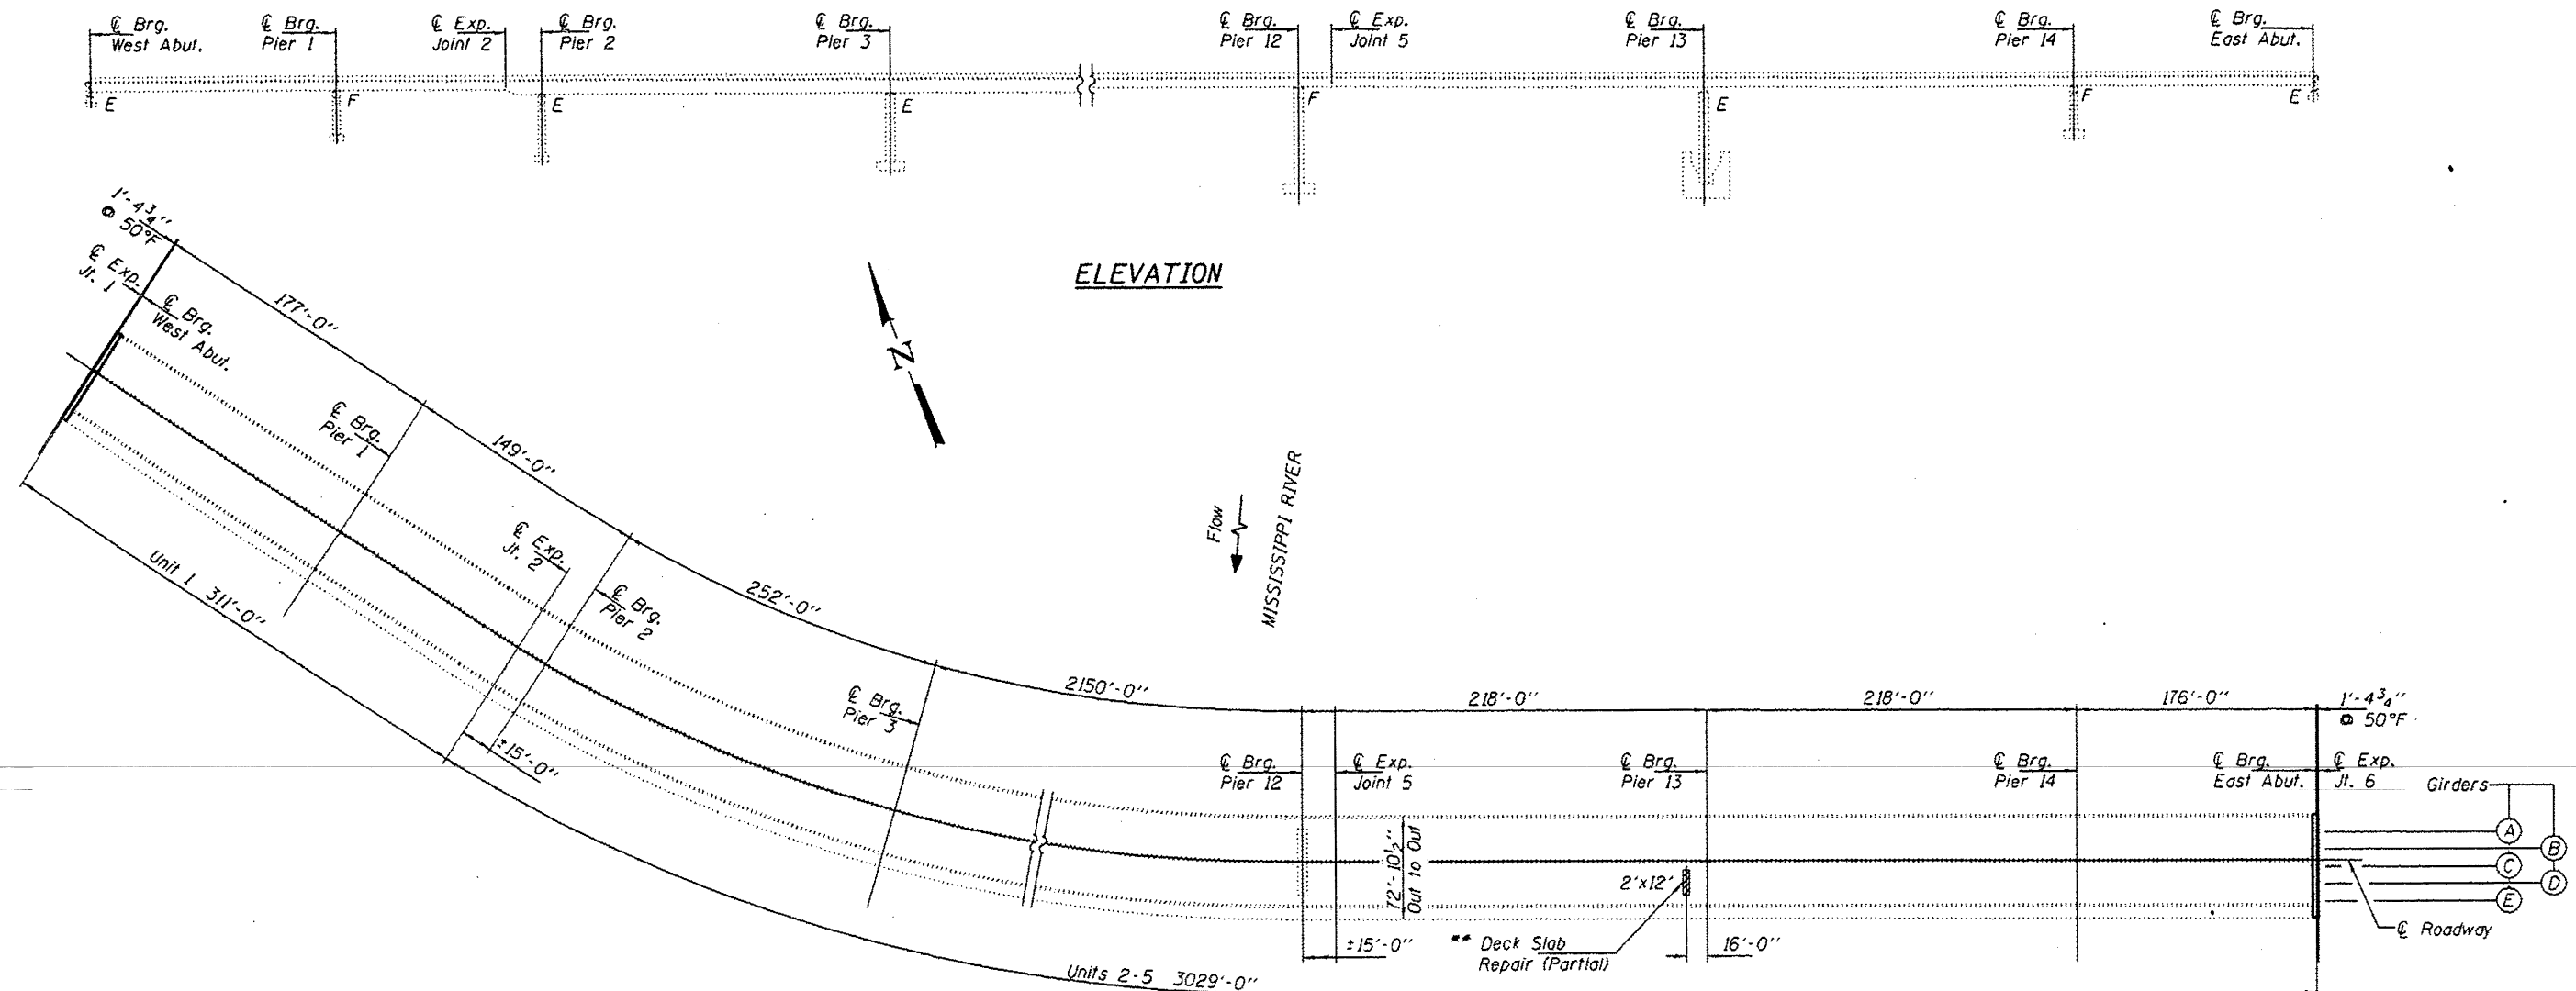 ℄ Brg.
West Abut.
℄ Brg.
Pier 1
℄ Exp.
Joint 2
℄ Brg.
Pier 2
℄ Brg.
Pier 3
℄ Brg.
Pier 12
℄ Exp.
Joint 5
℄ Brg.
Pier 13
℄ Brg.
Pier 14
℄ Brg.
East Abut.
E
F
E
E
F
E
F
E
ELEVATION
1'-4¾"
@ 50°F
℄ Exp.
Jt. 1
℄ Brg.
West Abut.
177'-0"
℄ Brg.
Pier 1
149'-0"
℄ Exp.
Jt. 2
℄ Brg.
Pier 2
Unit 1 311'-0"
±15'-0"
252'-0"
℄ Brg.
Pier 3
N
Flow
MISSISSIPPI RIVER
2150'-0"
218'-0"
218'-0"
176'-0"
1'-4¾"
@ 50°F
℄ Brg.
Pier 12
℄ Exp.
Joint 5
℄ Brg.
Pier 13
℄ Brg.
Pier 14
℄ Brg.
East Abut.
℄ Exp.
Jt. 6
Girders
A
B
C
D
E
72'-10½"
Out to Out
2'x12'
±15'-0"
** Deck Slab
Repair (Partial)
16'-0"
℄ Roadway
Units 2-5 3029'-0"